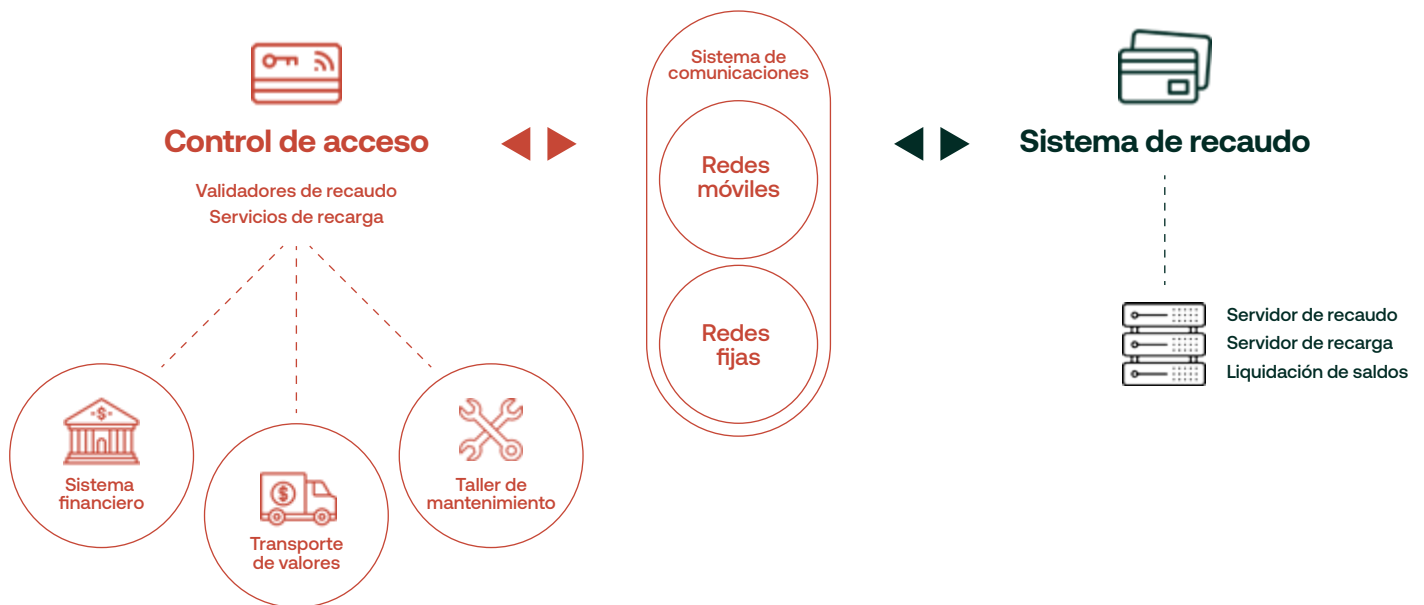 Control de acceso
Validadores de recaudo
Servicios de recarga
Sistema
financiero
Transporte
de valores
Taller de
mantenimiento
Sistema de
comunicaciones
Redes
móviles
Redes
fijas
Sistema de recaudo
Servidor de recaudo
Servidor de recarga
Liquidación de saldos